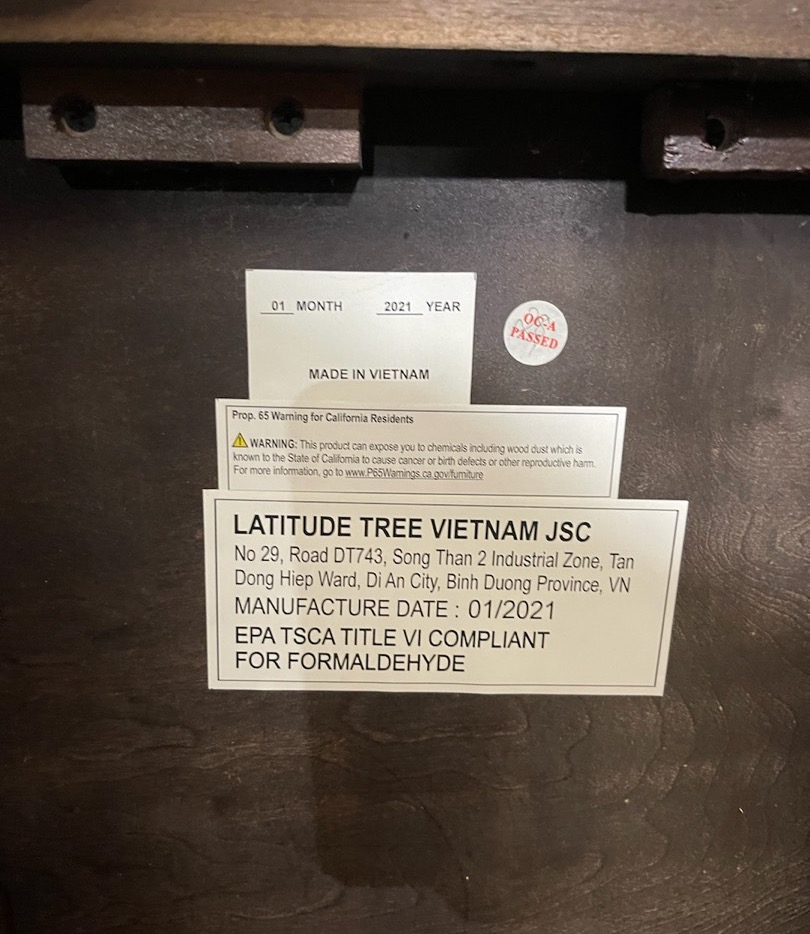 01 MONTH 2021 YEAR
MADE IN VIETNAM
OC-A
PASSED
Prop. 65 Warning for California Residents
WARNING: This product can expose you to chemicals including wood dust which is
known to the State of California to cause cancer or birth defects or other reproductive harm.
For more information, go to www.P65Warnings.ca.gov/furniture
LATITUDE TREE VIETNAM JSC
No 29, Road DT743, Song Than 2 Industrial Zone, Tan
Dong Hiep Ward, Di An City, Binh Duong Province, VN
MANUFACTURE DATE : 01/2021
EPA TSCA TITLE VI COMPLIANT
FOR FORMALDEHYDE